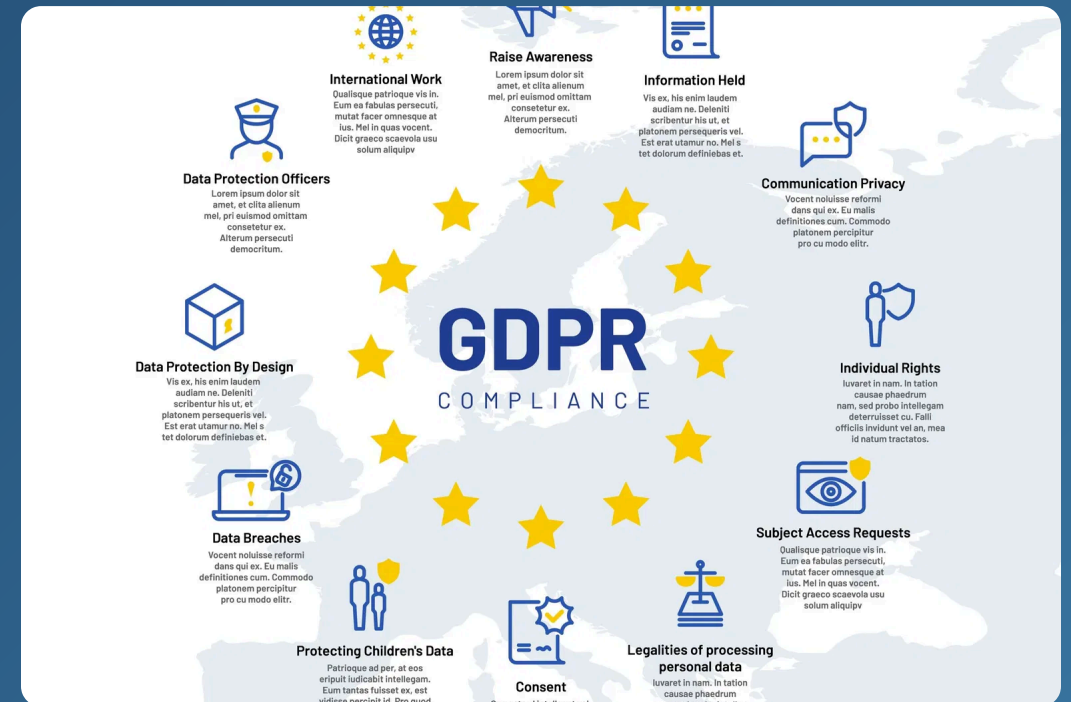 International Work
Qualisque patrioque vis in.
Eum ea fabulas persecuti,
mutat facer omnesque at
ius. Mel in quas vocent.
Dicit graeco scaevola usu
solum aliquipv
Raise Awareness
Lorem ipsum dolor sit
amet, et clita alienum
mel, pri euismod omittam
consetetur ex.
Alterum persecuti
democritum.
Information Held
Vis ex, his enim laudem
audiam ne. Deleniti
scribentur his ut, et
platonem persequeris vel.
Est erat utamur no. Mel s
tet dolorum definiebas et.
Data Protection Officers
Lorem ipsum dolor sit
amet, et clita alienum
mel, pri euismod omittam
consetetur ex.
Alterum persecuti
democritum.
Communication Privacy
Vocent noluisse reformi
dans qui ex. Eu malis
definitiones cum. Commodo
platonem percipitur
pro cu modo elitr.
Data Protection By Design
Vis ex, his enim laudem
audiam ne. Deleniti
scribentur his ut, et
platonem persequeris vel.
Est erat utamur no. Mel s
tet dolorum definiebas et.
GDPR
COMPLIANCE
Individual Rights
Iuvaret in nam. In tation
causae phaedrum
nam, sed probo intellegam
deterruisset cu. Falli
officiis invidunt vel an, mea
id natum tractatos.
Data Breaches
Vocent noluisse reformi
dans qui ex. Eu malis
definitiones cum. Commodo
platonem percipitur
pro cu modo elitr.
Subject Access Requests
Qualisque patrioque vis in.
Eum ea fabulas persecuti,
mutat facer omnesque at
ius. Mel in quas vocent.
Dicit graeco scaevola usu
solum aliquipv
Protecting Children's Data
Patrioque ad per, at eos
eripuit iudicabit intellegam.
Eum tantas fuisset ex, est
Consent
Legalities of processing
personal data
Iuvaret in nam. In tation
causae phaedrum